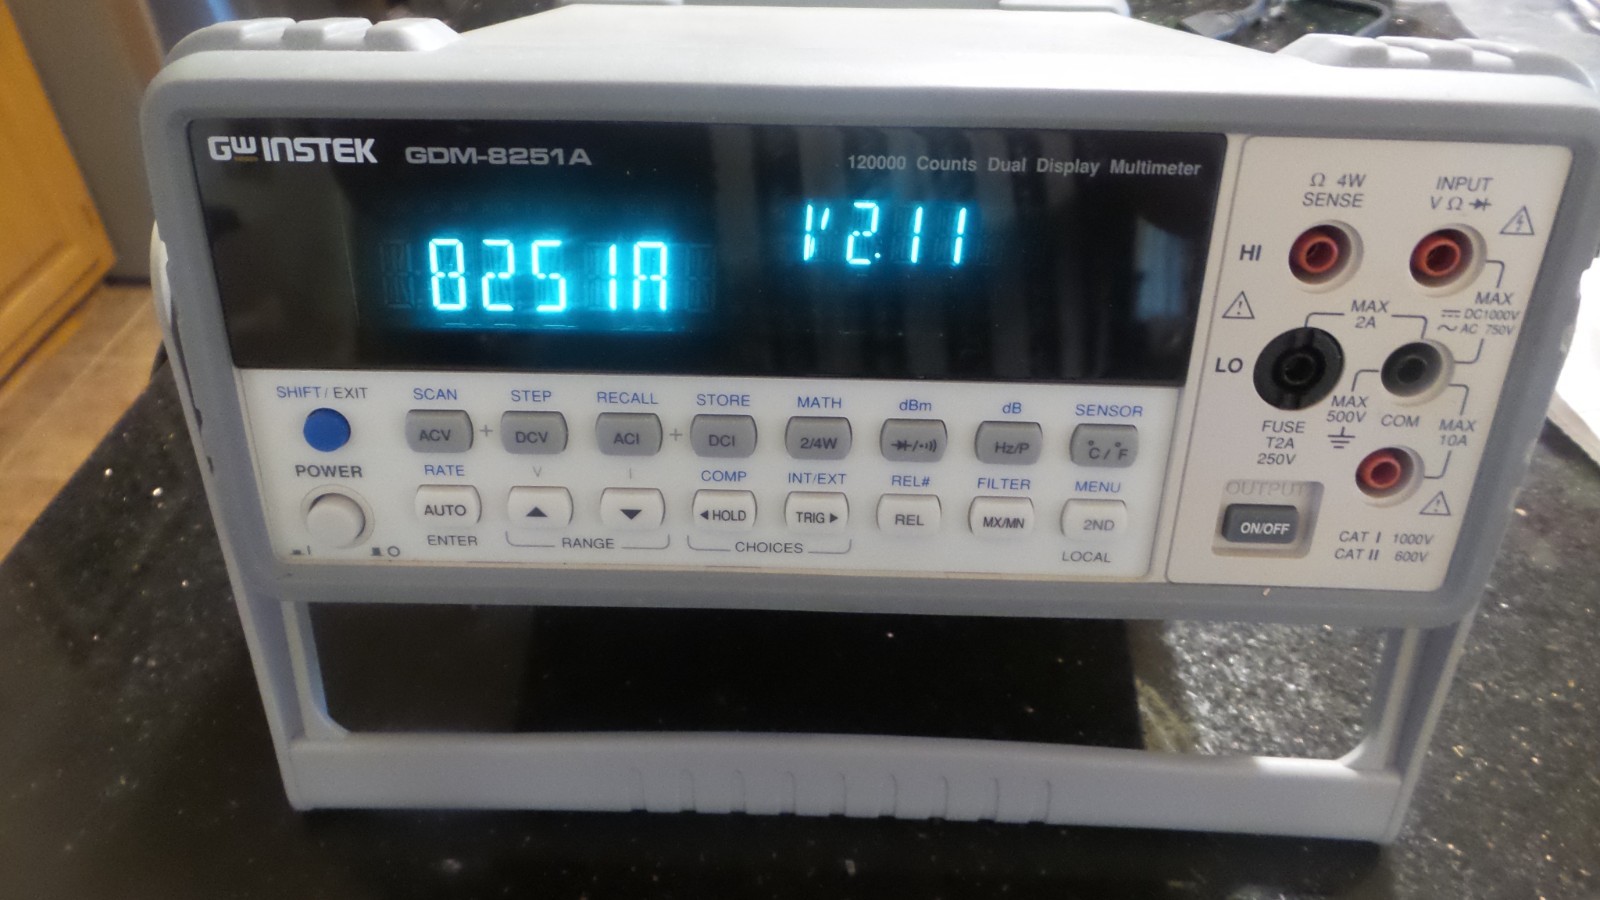 GW INSTEK GDM-8251A
120000 Counts Dual Display Multimeter
8251A
V2.11
SHIFT / EXIT
SCAN STEP RECALL STORE MATH dBm dB SENSOR
ACV + DCV ACI + DCI 2/4W Hz/P °C / °F
POWER
RATE V I COMP INT/EXT REL# FILTER MENU
AUTO HOLD TRIG REL MX/MN 2ND
ENTER RANGE CHOICES LOCAL
I O
Ω 4W
SENSE
INPUT
V Ω
HI
MAX
2A
MAX
DC1000V
AC 750V
LO
MAX
500V
COM
MAX
10A
FUSE
T2A
250V
OUTPUT
ON/OFF
CAT I 1000V
CAT II 600V